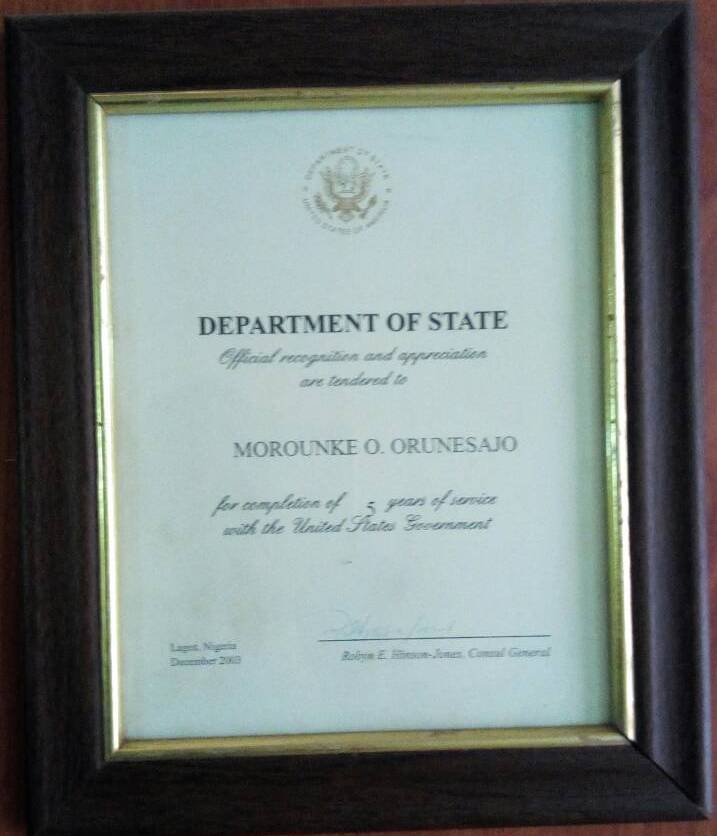 DEPARTMENT OF STATE
UNITED STATES OF AMERICA
DEPARTMENT OF STATE
Official recognition and appreciation
are tendered to
MOROUNKE O. ORUNESAJO
for completion of 5 years of service
with the United States Government
Lagos, Nigeria
December 2003
Robyn E. Hinson-Jones, Consul General